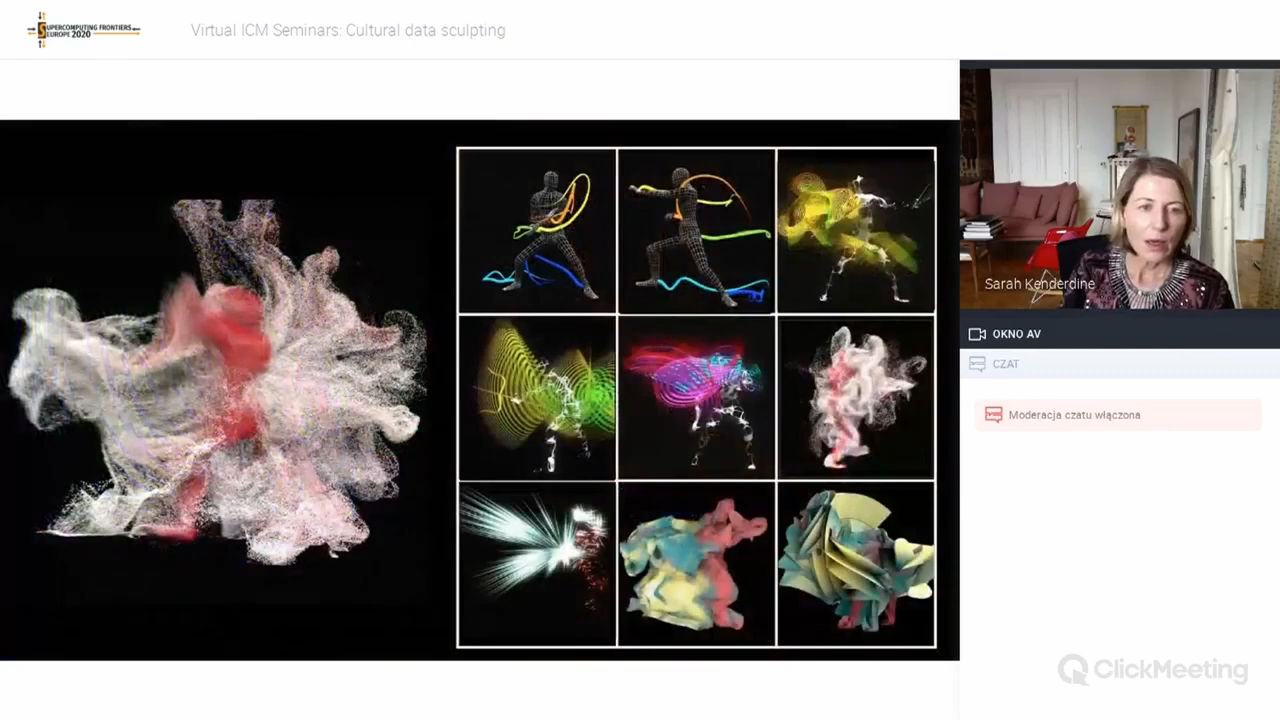 SUPERCOMPUTING FRONTIERS
EUROPE 2020
Virtual ICM Seminars: Cultural data sculpting
Sarah Kenderdine
OKNO AV
CZAT
Moderacja czatu włączona
ClickMeeting